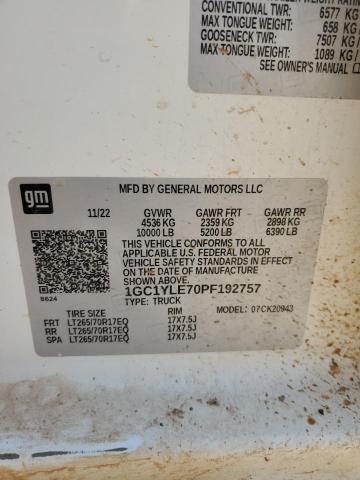 CONVENTIONAL TWR: 6577 KG
MAX TONGUE WT: 658 KG
GOOSENECK TWR: 7507 KG
MAX TONGUE WT: 1089 KG
SEE OWNER'S MANUAL
gm
MFD BY GENERAL MOTORS LLC
11/22 GVWR GAWR FRT GAWR RR
4536 KG 2359 KG 2898 KG
10000 LB 5200 LB 6390 LB
THIS VEHICLE CONFORMS TO ALL
APPLICABLE U.S. FEDERAL MOTOR
VEHICLE SAFETY STANDARDS IN
EFFECT ON THE DATE OF MANUFACTURE
SHOWN ABOVE.
8624
1GC1YLE70PF192757
TYPE: TRUCK
MODEL: 07CK20943
TIRE SIZE RIM
FRT LT265/70R17EQ 17X7.5J
RR LT265/70R17EQ 17X7.5J
SPA LT265/70R17EQ 17X7.5J